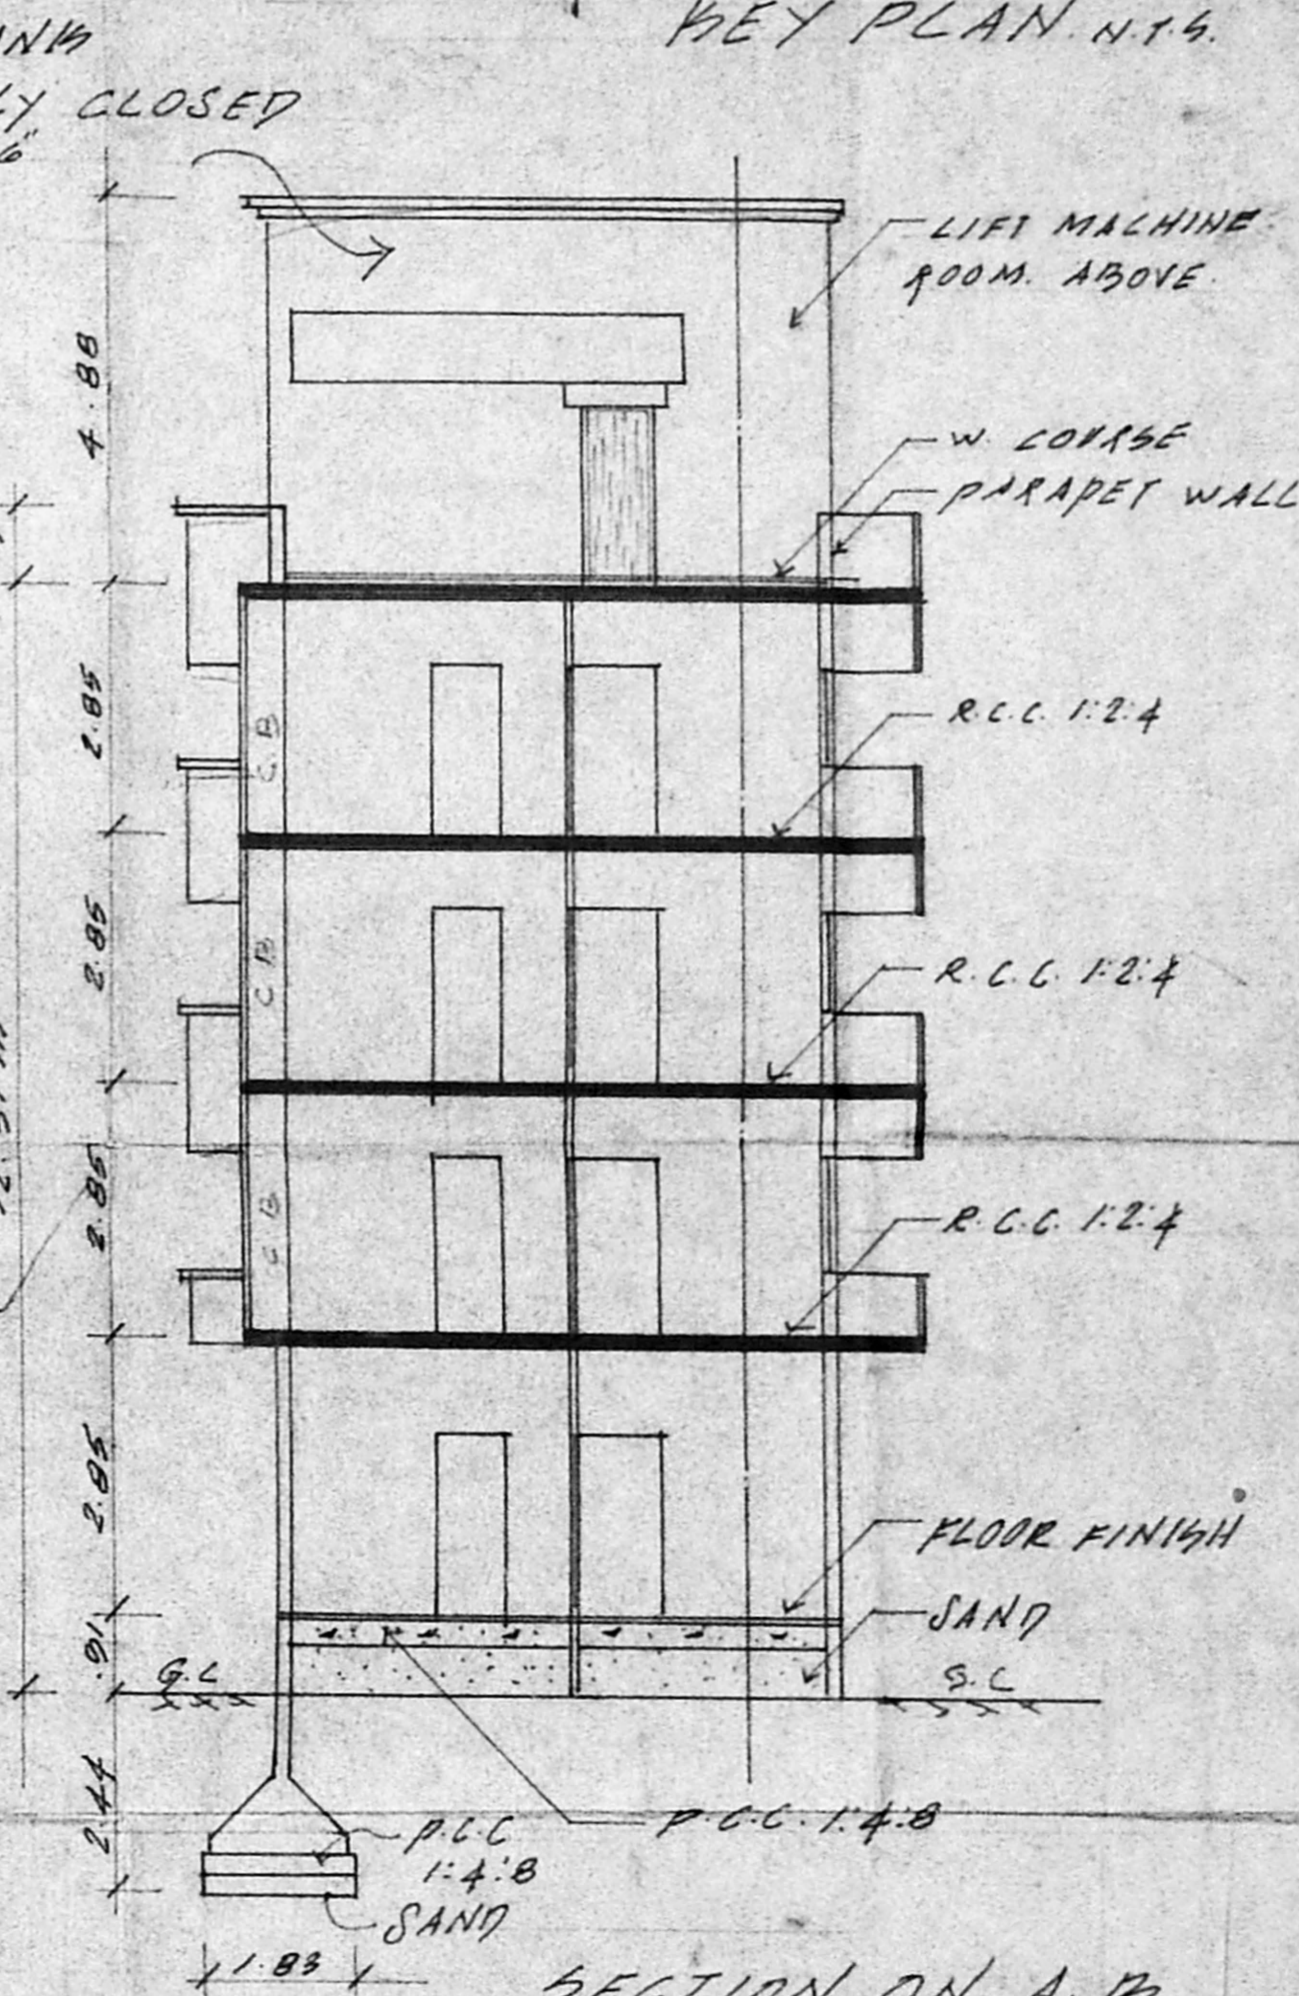 KEY PLAN. N.T.S.
CLOSED
LIFT MACHINE
ROOM. ABOVE.
4.88
W. COURSE
PARAPET WALL
2.85
C B
R.C.C. 1:2:4
2.85
C B
R.C.C. 1:2:4
2.85
C B
R.C.C. 1:2:4
2.85
FLOOR FINISH
SAND
.91
G.L
G.L
2.44
P.C.C
1:4:8
P.C.C. 1:4:8
SAND
1.83
SECTION ON A.B